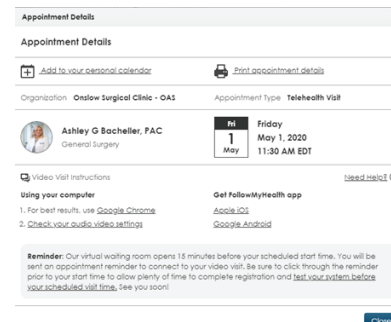 Appointment Details
Appointment Details
Add to your personal calendar
Print appointment details
Organization Onslow Surgical Clinic - OAS
Appointment Type Telehealth Visit
Ashley G Bacheller, PAC
General Surgery
Fri
1
May
Friday
May 1, 2020
11:30 AM EDT
Video Visit Instructions
Need Help?
Using your computer
1. For best results, use Google Chrome
2. Check your audio video settings
Get FollowMyHealth app
Apple iOS
Google Android
Reminder: Our virtual waiting room opens 15 minutes before your scheduled start time. You will be
sent an appointment reminder to connect to your video visit. Be sure to click through the reminder
prior to your start time to allow plenty of time to complete registration and test your system before
your scheduled visit time. See you soon!
Close